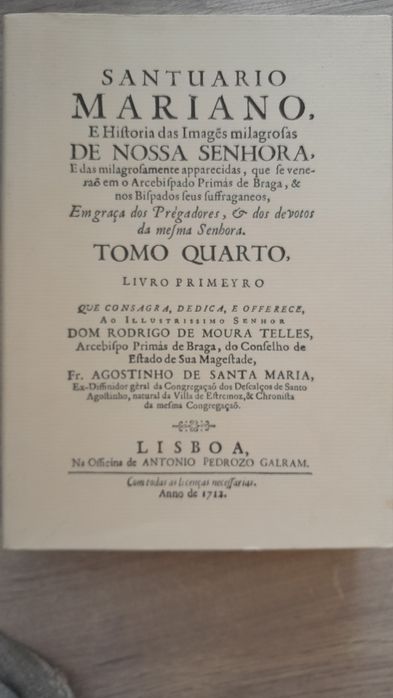 SANTUARIO
MARIANO,
E Hiſtoria das Imagẽs milagroſas
DE NOSSA SENHORA,
E das milagroſamente apparecidas, que ſe vene-
raõ em o Arcebiſpado Primás de Braga, &
nos Biſpados ſeus ſuffraganeos,
Em graça dos Prégadores, & dos devotos
da meſma Senhora.
TOMO QUARTO,
LIVRO PRIMEYRO
QUE CONSAGRA, DEDICA, E OFFERECE,
AO ILLUSTRISSIMO SENHOR
DOM RODRIGO DE MOURA TELLES,
Arcebiſpo Primás de Braga, do Conſelho de
Eſtado de Sua Mageſtade,
Fr. AGOSTINHO DE SANTA MARIA,
Ex-Diffinidor géral da Congregaçaõ dos Deſcalços de Santo
Agoſtinho, natural da Villa de Eſtremoz, & Chroniſta
da meſma Congregaçaõ.
LISBOA,
Na Officina de ANTONIO PEDROZO GALRAM.
Com todas as licenças neceſſarias.
Anno de 1712.